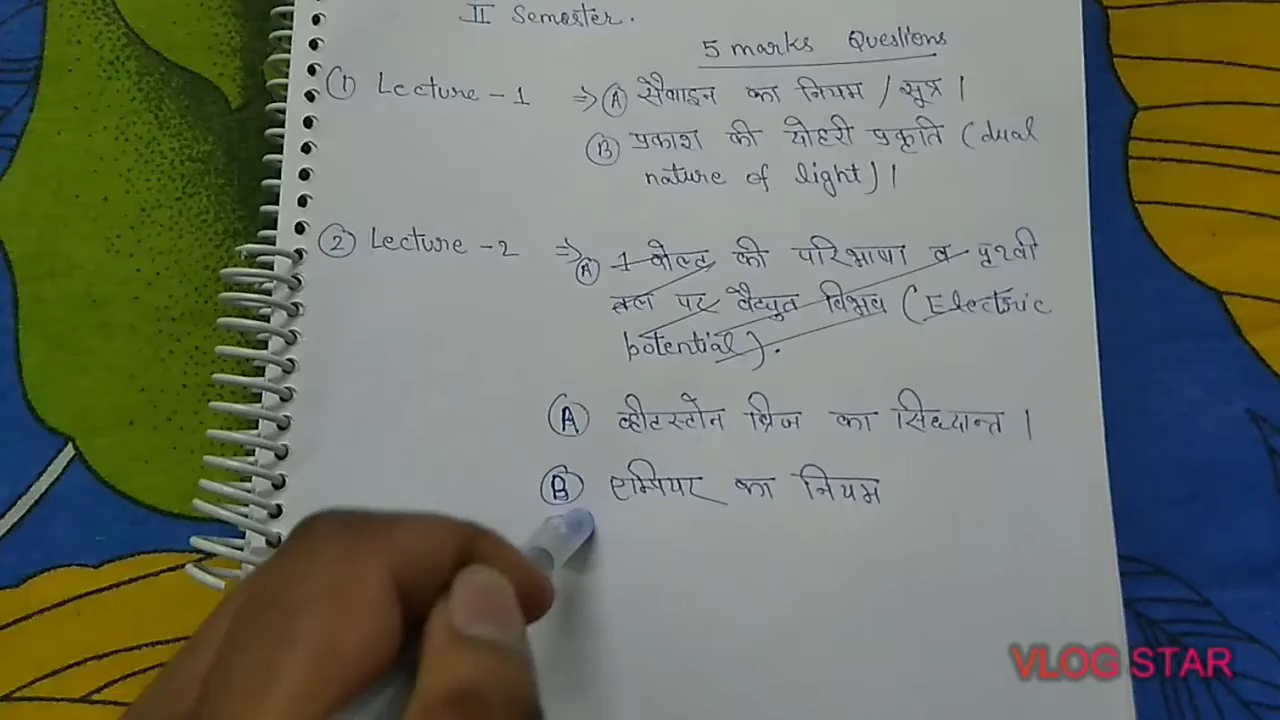 II Semester.
5 marks Questions
① Lecture - 1 ⇒ Ⓐ सैबाइन का नियम / सूत्र ।
Ⓑ प्रकाश की दोहरी प्रकृति (dual
nature of light) ।
② Lecture - 2 ⇒ Ⓐ 1 वोल्ट की परिभाषा व पृथ्वी
तल पर वैद्युत विभव (Electric
potential).
Ⓐ व्हीटस्टोन ब्रिज का सिध्दान्त ।
Ⓑ एम्पियर का नियम
VLOG STAR